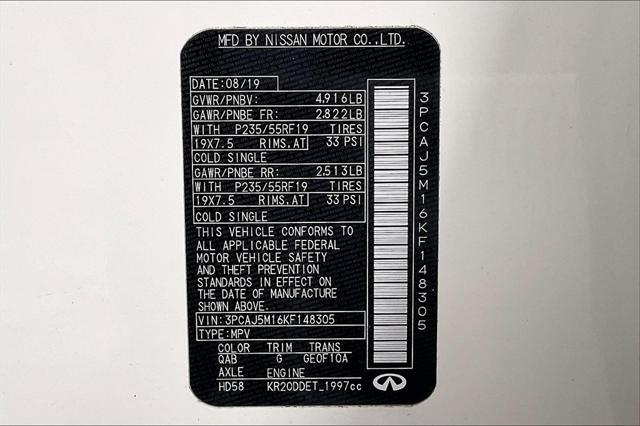 MFD BY NISSAN MOTOR CO.,LTD.
DATE:08/19
GVWR/PNBV: 4,916LB
GAWR/PNBE FR: 2,822LB
WITH P235/55RF19 TIRES
19X7.5 RIMS.AT 33 PSI
COLD SINGLE
GAWR/PNBE RR: 2,513LB
WITH P235/55RF19 TIRES
19X7.5 RIMS.AT 33 PSI
COLD SINGLE
THIS VEHICLE CONFORMS TO
ALL APPLICABLE FEDERAL
MOTOR VEHICLE SAFETY
AND THEFT PREVENTION
STANDARDS IN EFFECT ON
THE DATE OF MANUFACTURE
SHOWN ABOVE.
VIN:3PCAJ5M16KF148305
TYPE:MPV
COLOR TRIM TRANS
QAB G GE0F10A
AXLE ENGINE
HD58 KR20DDET_1997cc
3PCAJ5M16KF148305